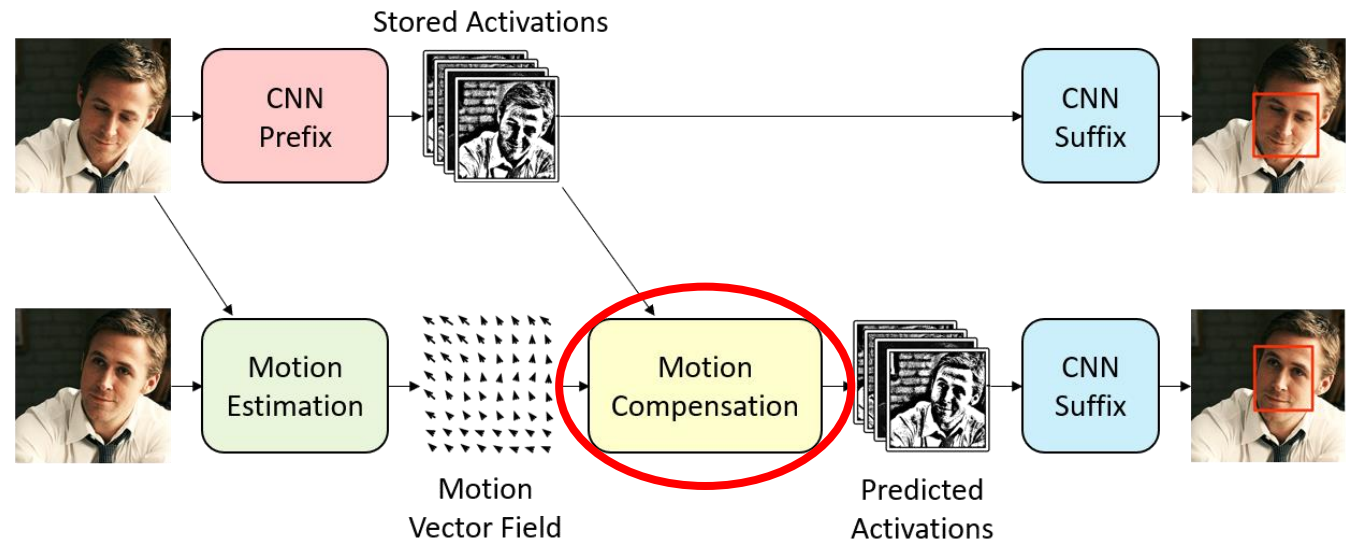 Stored Activations
CNN
Prefix
CNN
Suffix
Motion
Estimation
Motion
Compensation
CNN
Suffix
Motion
Vector Field
Predicted
Activations